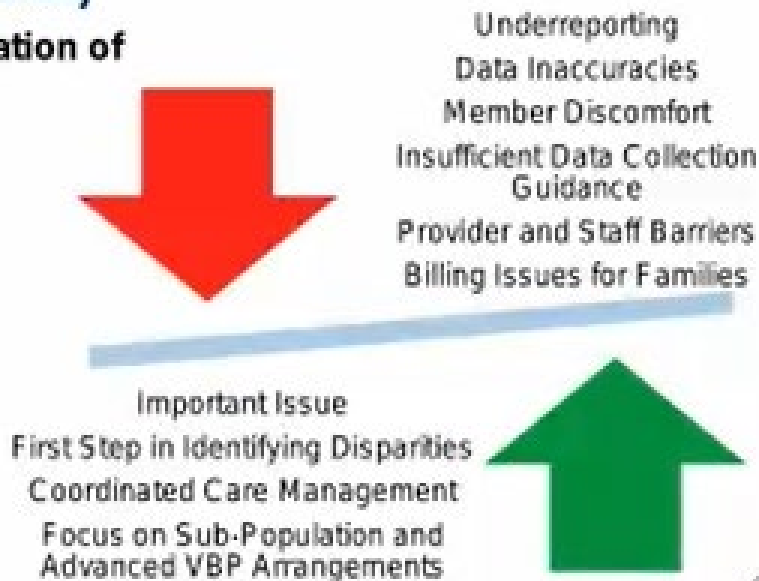 ation of
Underreporting
Data Inaccuracies
Member Discomfort
Insufficient Data Collection
Guidance
Provider and Staff Barriers
Billing Issues for Families
Important Issue
First Step in Identifying Disparities
Coordinated Care Management
Focus on Sub-Population and
Advanced VBP Arrangements